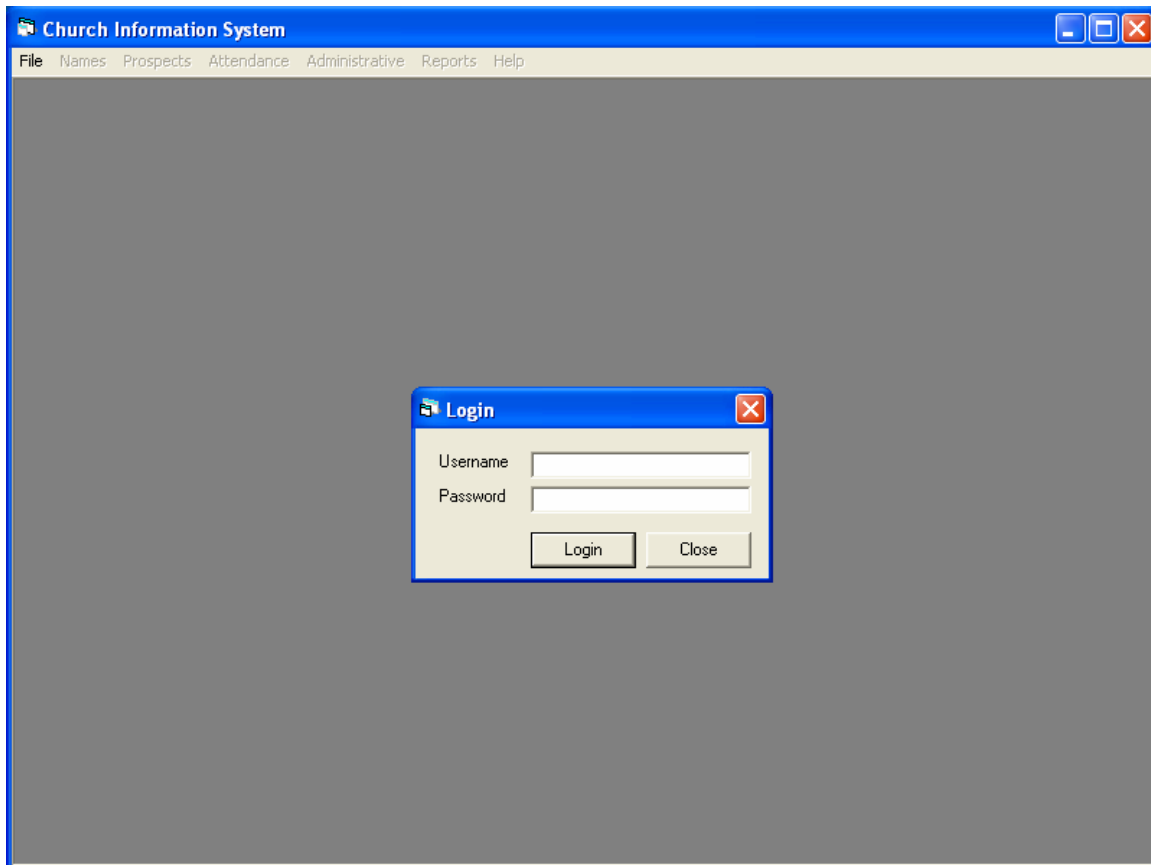 Church Information System
File Names Prospects Attendance Administrative Reports Help
Login
Username
Password
Login Close